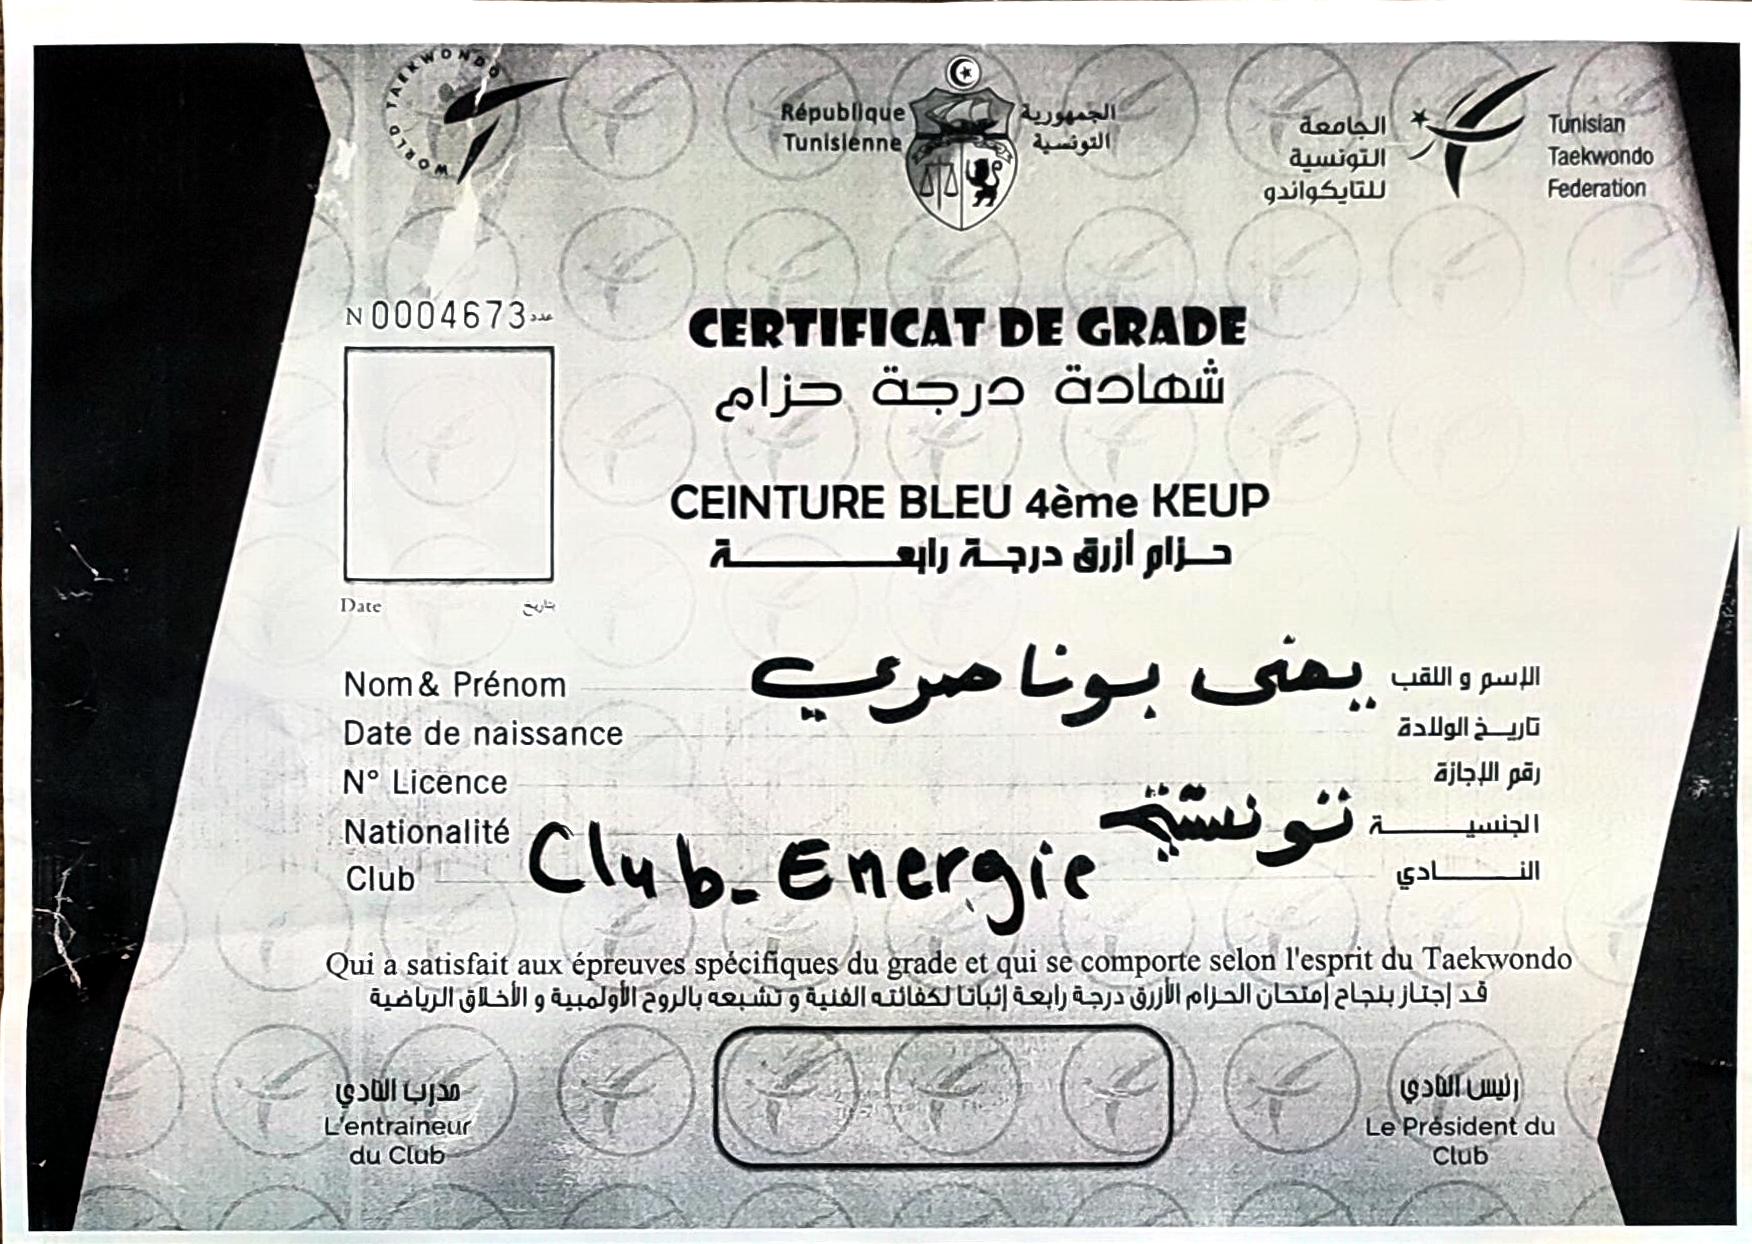 WORLD TAEKWONDO
République
Tunisienne
الجمهورية
التونسية
الجامعة
التونسية
للتايكواندو
Tunisian
Taekwondo
Federation
N 0004673 عدد
CERTIFICAT DE GRADE
شهادة درجة حزام
CEINTURE BLEU 4ème KEUP
حزام أزرق درجة رابعة
Date تاريخ
Nom & Prénom يمنى بوناصري الإسم و اللقب
Date de naissance تاريخ الولادة
N° Licence رقم الإجازة
Nationalité تونسية الجنسية
Club Club-Energie النادي
Qui a satisfait aux épreuves spécifiques du grade et qui se comporte selon l'esprit du Taekwondo
قد إجتاز بنجاح إمتحان الحزام الأزرق درجة رابعة إثباتا لكفائته الفنية و تشبعه بالروح الأولمبية و الأخلاق الرياضية
مدرب النادي
L'entraineur
du Club
رئيس النادي
Le Président du
Club